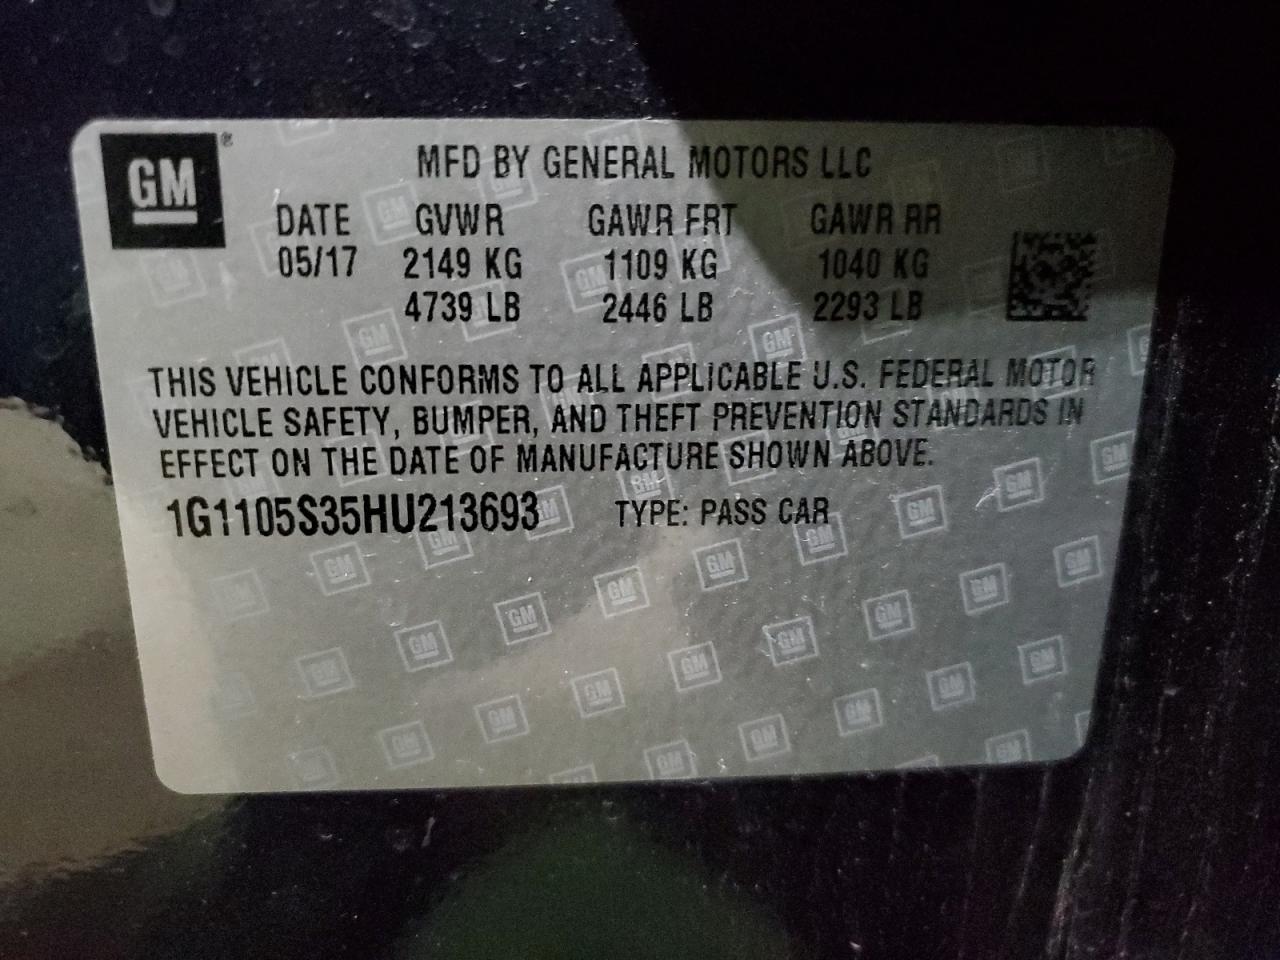 GM®
MFD BY GENERAL MOTORS LLC
DATE GVWR GAWR FRT GAWR RR
05/17 2149 KG 1109 KG 1040 KG
4739 LB 2446 LB 2293 LB
THIS VEHICLE CONFORMS TO ALL APPLICABLE U.S. FEDERAL MOTOR
VEHICLE SAFETY, BUMPER, AND THEFT PREVENTION STANDARDS IN
EFFECT ON THE DATE OF MANUFACTURE SHOWN ABOVE.
1G1105S35HU213693 TYPE: PASS CAR